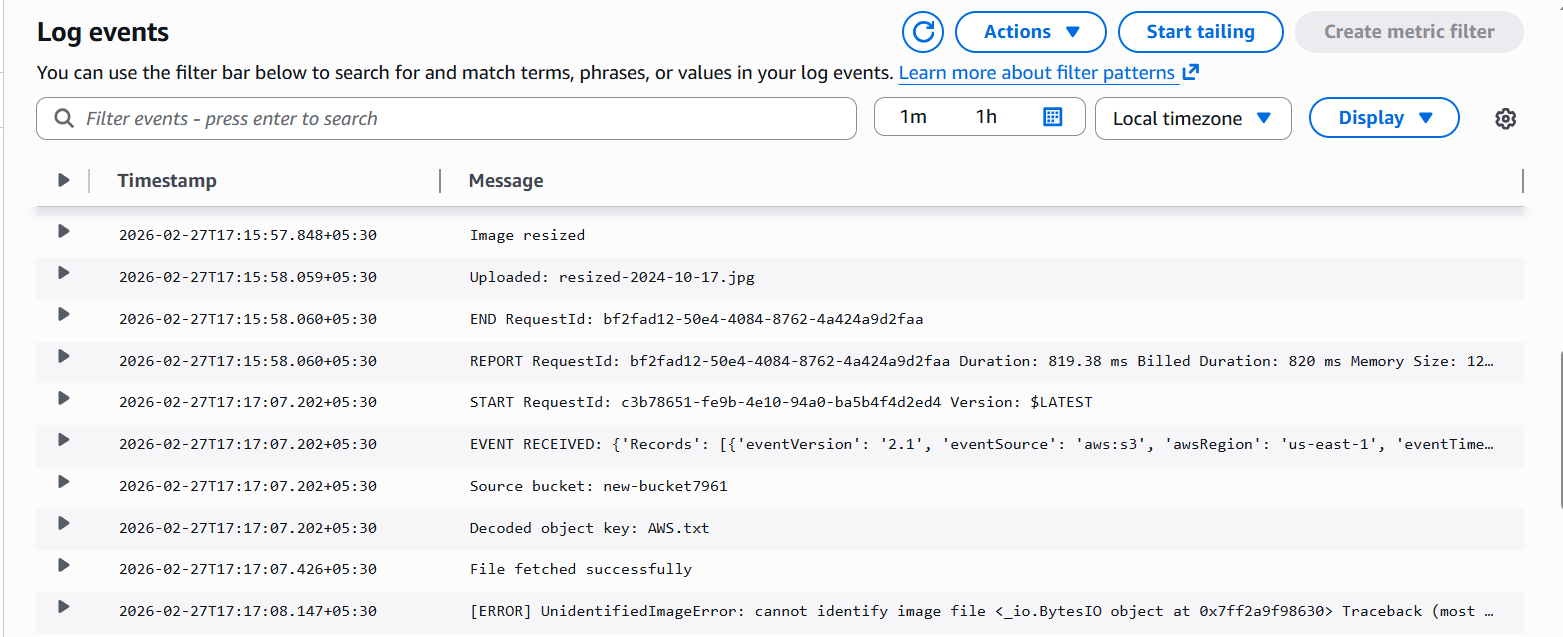 Log events
Actions
Start tailing
Create metric filter
You can use the filter bar below to search for and match terms, phrases, or values in your log events. Learn more about filter patterns
Filter events - press enter to search
1m 1h
Local timezone
Display
Timestamp Message
2026-02-27T17:15:57.848+05:30 Image resized
2026-02-27T17:15:58.059+05:30 Uploaded: resized-2024-10-17.jpg
2026-02-27T17:15:58.060+05:30 END RequestId: bf2fad12-50e4-4084-8762-4a424a9d2faa
2026-02-27T17:15:58.060+05:30 REPORT RequestId: bf2fad12-50e4-4084-8762-4a424a9d2faa Duration: 819.38 ms Billed Duration: 820 ms Memory Size: 12…
2026-02-27T17:17:07.202+05:30 START RequestId: c3b78651-fe9b-4e10-94a0-ba5b4f4d2ed4 Version: $LATEST
2026-02-27T17:17:07.202+05:30 EVENT RECEIVED: {'Records': [{'eventVersion': '2.1', 'eventSource': 'aws:s3', 'awsRegion': 'us-east-1', 'eventTime…
2026-02-27T17:17:07.202+05:30 Source bucket: new-bucket7961
2026-02-27T17:17:07.202+05:30 Decoded object key: AWS.txt
2026-02-27T17:17:07.426+05:30 File fetched successfully
2026-02-27T17:17:08.147+05:30 [ERROR] UnidentifiedImageError: cannot identify image file <_io.BytesIO object at 0x7ff2a9f98630> Traceback (most …